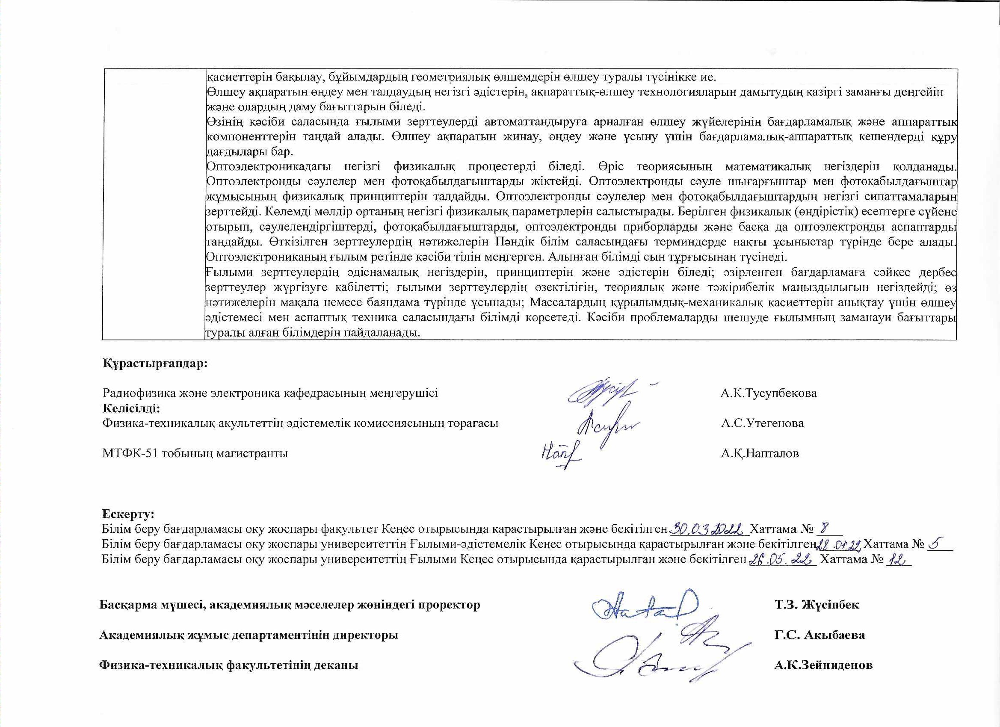 қасиеттерін бақылау, бұйымдардың геометриялық өлшемдерін өлшеу туралы түсінікке ие.
Өлшеу ақпаратын өңдеу мен талдаудың негізгі әдістерін, ақпараттық-өлшеу технологияларын дамытудың қазіргі заманғы деңгейін
және олардың даму бағыттарын біледі.
Өзінің кәсіби саласында ғылыми зерттеулерді автоматтандыруға арналған өлшеу жүйелерінің бағдарламалық және аппараттық
компоненттерін таңдай алады. Өлшеу ақпаратын жинау, өңдеу және ұсыну үшін бағдарламалық-аппараттық кешендерді құру
дағдылары бар.
Оптоэлектроникадағы негізгі физикалық процестерді біледі. Өріс теориясының математикалық негіздерін қолданады.
Оптоэлектронды сәулелер мен фотоқабылдағыштарды жіктейді. Оптоэлектронды сәуле шығарғыштар мен фотоқабылдағыштар
жұмысының физикалық принциптерін талдайды. Оптоэлектронды сәулелер мен фотоқабылдағыштардың негізгі сипаттамаларын
зерттейді. Көлемді мөлдір ортаның негізгі физикалық параметрлерін салыстырады. Берілген физикалық (өндірістік) есептерге сүйене
отырып, сәулелендіргіштерді, фотоқабылдағыштарды, оптоэлектронды приборларды және басқа да оптоэлектронды аспаптарды
таңдайды. Өткізілген зерттеулердің нәтижелерін Пәндік білім саласындағы терминдерде нақты ұсыныстар түрінде бере алады.
Оптоэлектрониканың ғылым ретінде кәсіби тілін меңгерген. Алынған білімді сын тұрғысынан түсінеді.
Ғылыми зерттеулердің әдіснамалық негіздерін, принциптерін және әдістерін біледі; әзірленген бағдарламаға сәйкес дербес
зерттеулер жүргізуге қабілетті; ғылыми зерттеулердің өзектілігін, теориялық және тәжірибелік маңыздылығын негіздейді; өз
нәтижелерін мақала немесе баяндама түрінде ұсынады; Массалардың құрылымдық-механикалық қасиеттерін анықтау үшін өлшеу
әдістемесі мен аспаптық техника саласындағы білімді көрсетеді. Кәсіби проблемаларды шешуде ғылымның заманауи бағыттары
туралы алған білімдерін пайдаланады.
Құрастырғандар:
Радиофизика және электроника кафедрасының меңгерушісі А.К.Тусупбекова
Келісілді:
Физика-техникалық акультеттің әдістемелік комиссиясының төрағасы А.С.Утегенова
МТФК-51 тобының магистранты А.Қ.Напталов
Ескерту:
Білім беру бағдарламасы оқу жоспары факультет Кеңес отырысында қарастырылған және бекітілген 30.03.2022 Хаттама № 8
Білім беру бағдарламасы оқу жоспары университеттің Ғылыми-әдістемелік Кеңес отырысында қарастырылған және бекітілген 28.04.22 Хаттама № 5
Білім беру бағдарламасы оқу жоспары университеттің Ғылыми Кеңес отырысында қарастырылған және бекітілген 26.05.22 Хаттама № 12
Басқарма мүшесі, академиялық мәселелер жөніндегі проректор Т.З. Жүсіпбек
Академиялық жұмыс департаментінің директоры Г.С. Акыбаева
Физика-техникалық факультетінің деканы А.К.Зейниденов